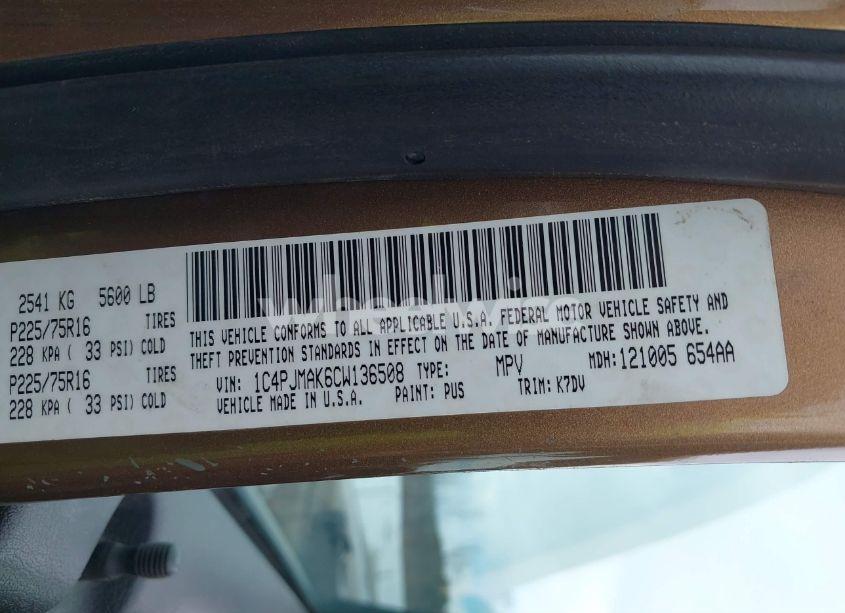 2541 KG 5600 LB
P225/75R16 TIRES
228 KPA ( 33 PSI) COLD
P225/75R16 TIRES
228 KPA ( 33 PSI) COLD
THIS VEHICLE CONFORMS TO ALL APPLICABLE U.S.A. FEDERAL MOTOR VEHICLE SAFETY AND
THEFT PREVENTION STANDARDS IN EFFECT ON THE DATE OF MANUFACTURE SHOWN ABOVE.
VIN: 1C4PJMAK6CW136508 TYPE: MPV MDH:121005 654AA
VEHICLE MADE IN U.S.A. PAINT: PUS TRIM: K7DV
wheelwise